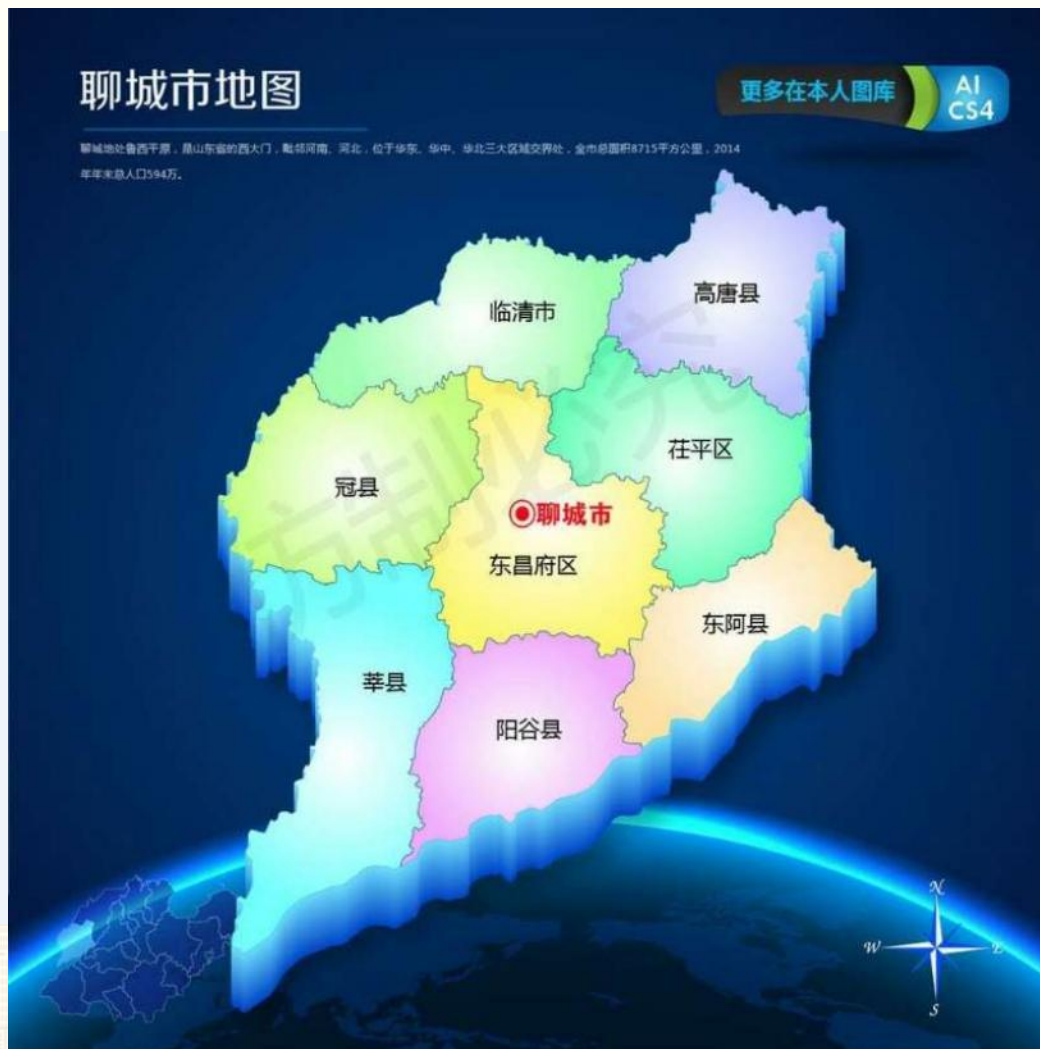 聊城市地图
更多在本人图库
AI
CS4
聊城地处鲁西平原，是山东省的西大门，毗邻河南、河北，位于华东、华中、华北三大区域交界处，全市总面积8715平方公里，2014
年年末总人口594万。
高唐县
临清市
茌平区
冠县
聊城市
东昌府区
东阿县
莘县
阳谷县
N
W
E
S